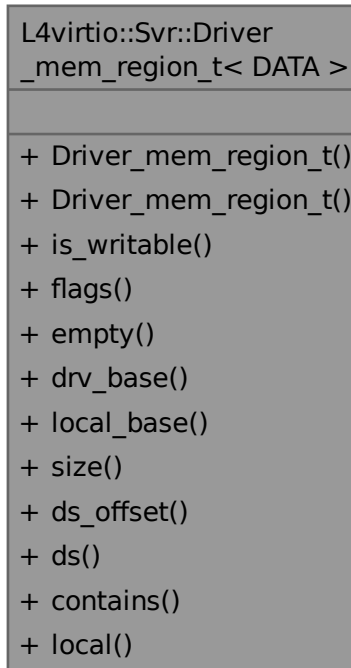 L4virtio::Svr::Driver
_mem_region_t< DATA >
+ Driver_mem_region_t()
+ Driver_mem_region_t()
+ is_writable()
+ flags()
+ empty()
+ drv_base()
+ local_base()
+ size()
+ ds_offset()
+ ds()
+ contains()
+ local()